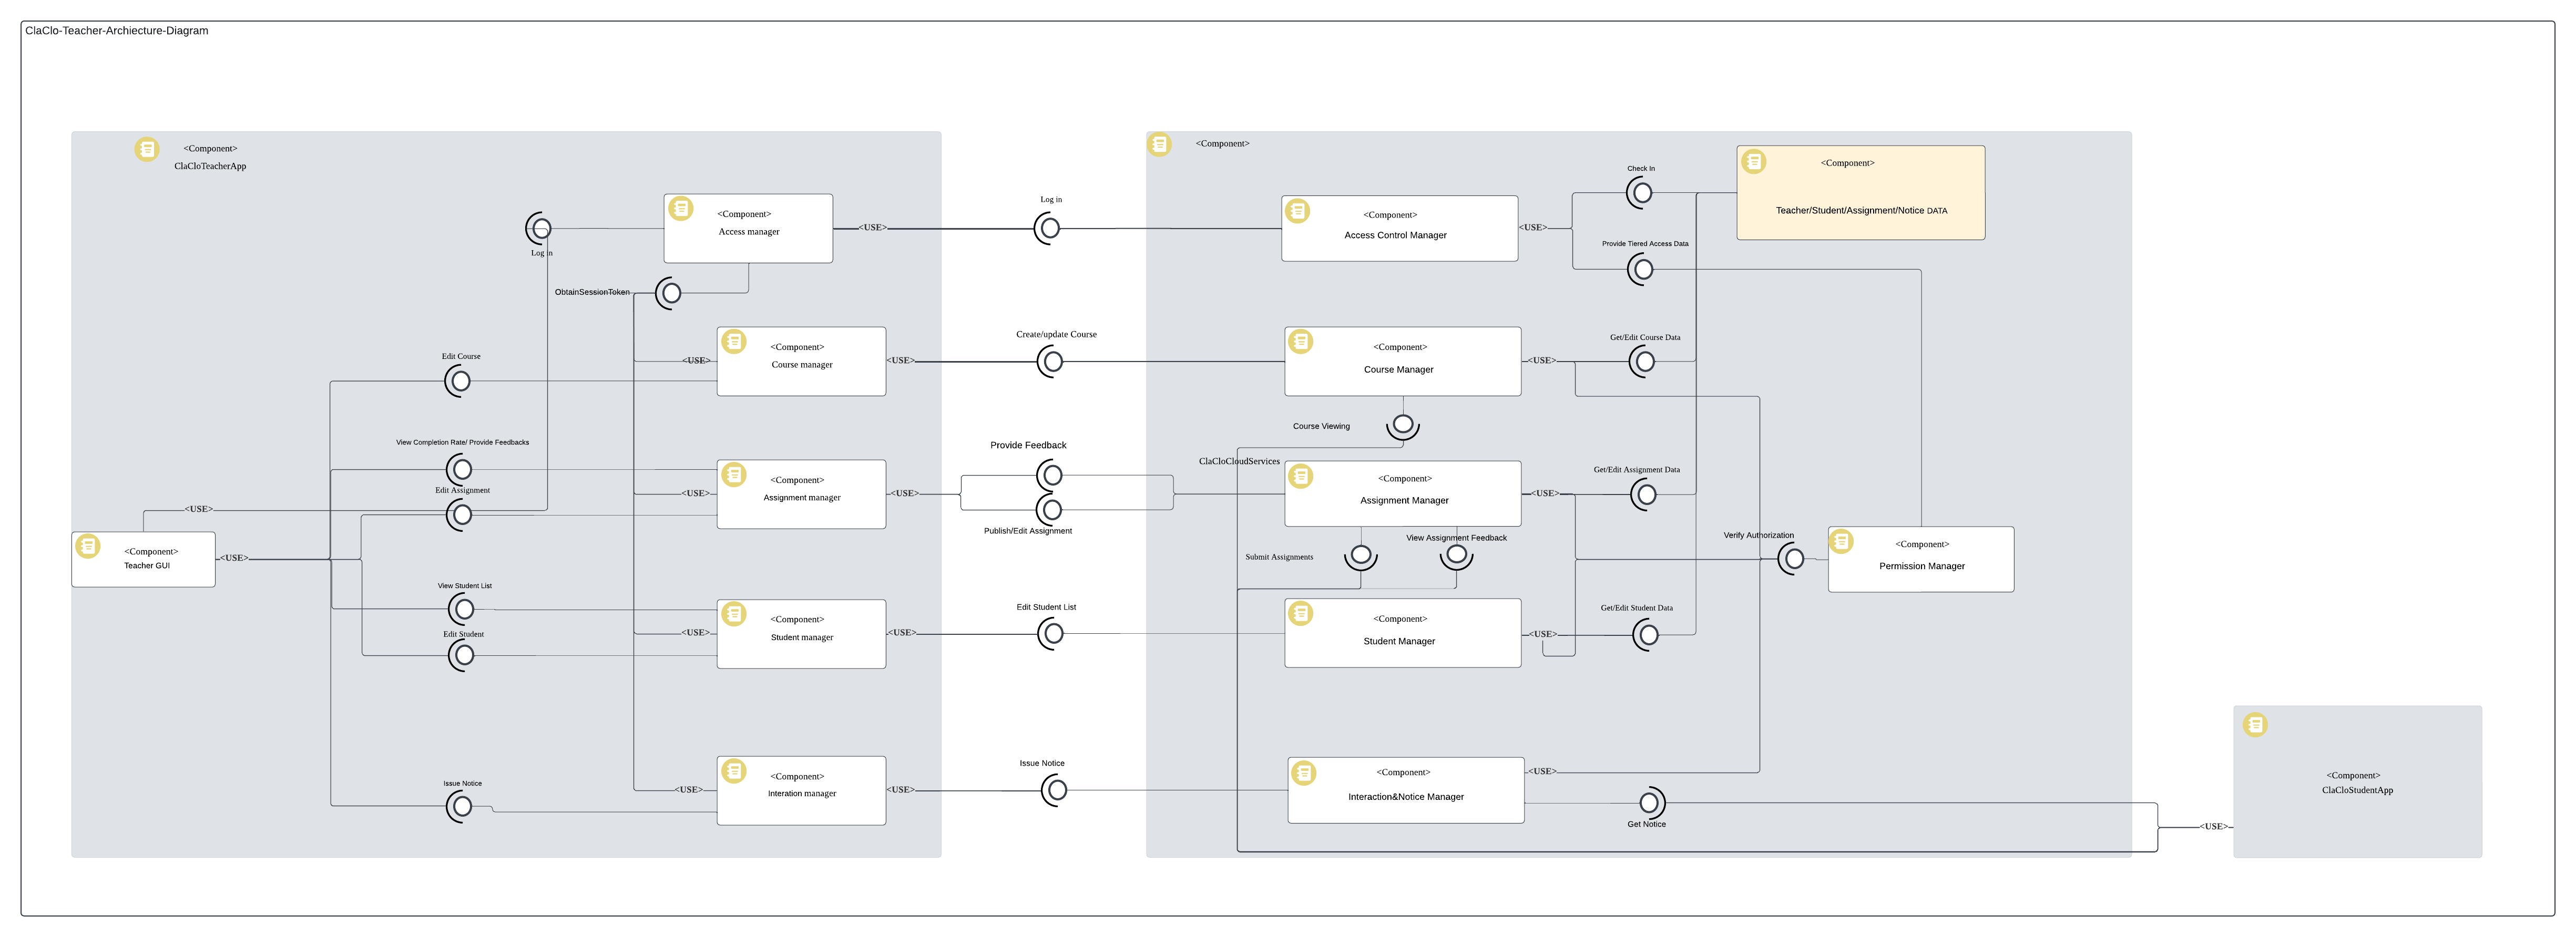 ClaClo-Teacher-Archiecture-Diagram
<Component>
ClaCloTeacherApp
<Component>
Access manager
Log in
ObtainSessionToken
<USE>
Log in
<Component>
Course manager
<USE>
<USE>
Create/update Course
Edit Course
View Completion Rate/ Provide Feedbacks
Edit Assignment
<Component>
Assignment manager
<USE>
<USE>
Provide Feedback
Publish/Edit Assignment
<USE>
<Component>
Teacher GUI
<USE>
View Student List
Edit Student
<Component>
Student manager
<USE>
<USE>
Edit Student List
Issue Notice
<Component>
Interation manager
<USE>
<USE>
Issue Notice
<Component>
ClaCloCloudServices
<Component>
Access Control Manager
<USE>
Check In
Provide Tiered Access Data
<Component>
Teacher/Student/Assignment/Notice DATA
<Component>
Course Manager
<USE>
Get/Edit Course Data
Course Viewing
<Component>
Assignment Manager
<USE>
Get/Edit Assignment Data
Submit Assignments
View Assignment Feedback
Verify Authorization
<Component>
Permission Manager
<Component>
Student Manager
<USE>
Get/Edit Student Data
<Component>
Interaction&Notice Manager
<USE>
Get Notice
<USE>
<Component>
ClaCloStudentApp